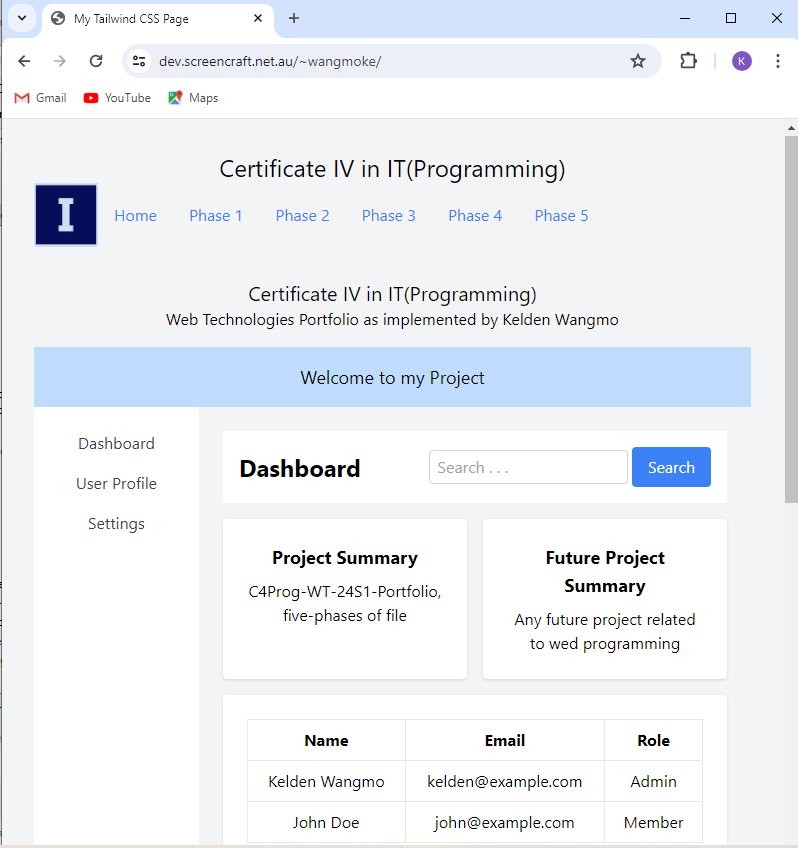 My Tailwind CSS Page
dev.screencraft.net.au/~wangmoke/
K
Gmail YouTube Maps
Certificate IV in IT(Programming)
I
Home Phase 1 Phase 2 Phase 3 Phase 4 Phase 5
Certificate IV in IT(Programming)
Web Technologies Portfolio as implemented by Kelden Wangmo
Welcome to my Project
Dashboard
User Profile
Settings
Dashboard Search . . . Search
Project Summary
C4Prog-WT-24S1-Portfolio,
five-phases of file
Future Project
Summary
Any future project related
to wed programming
Name Email Role
Kelden Wangmo kelden@example.com Admin
John Doe john@example.com Member